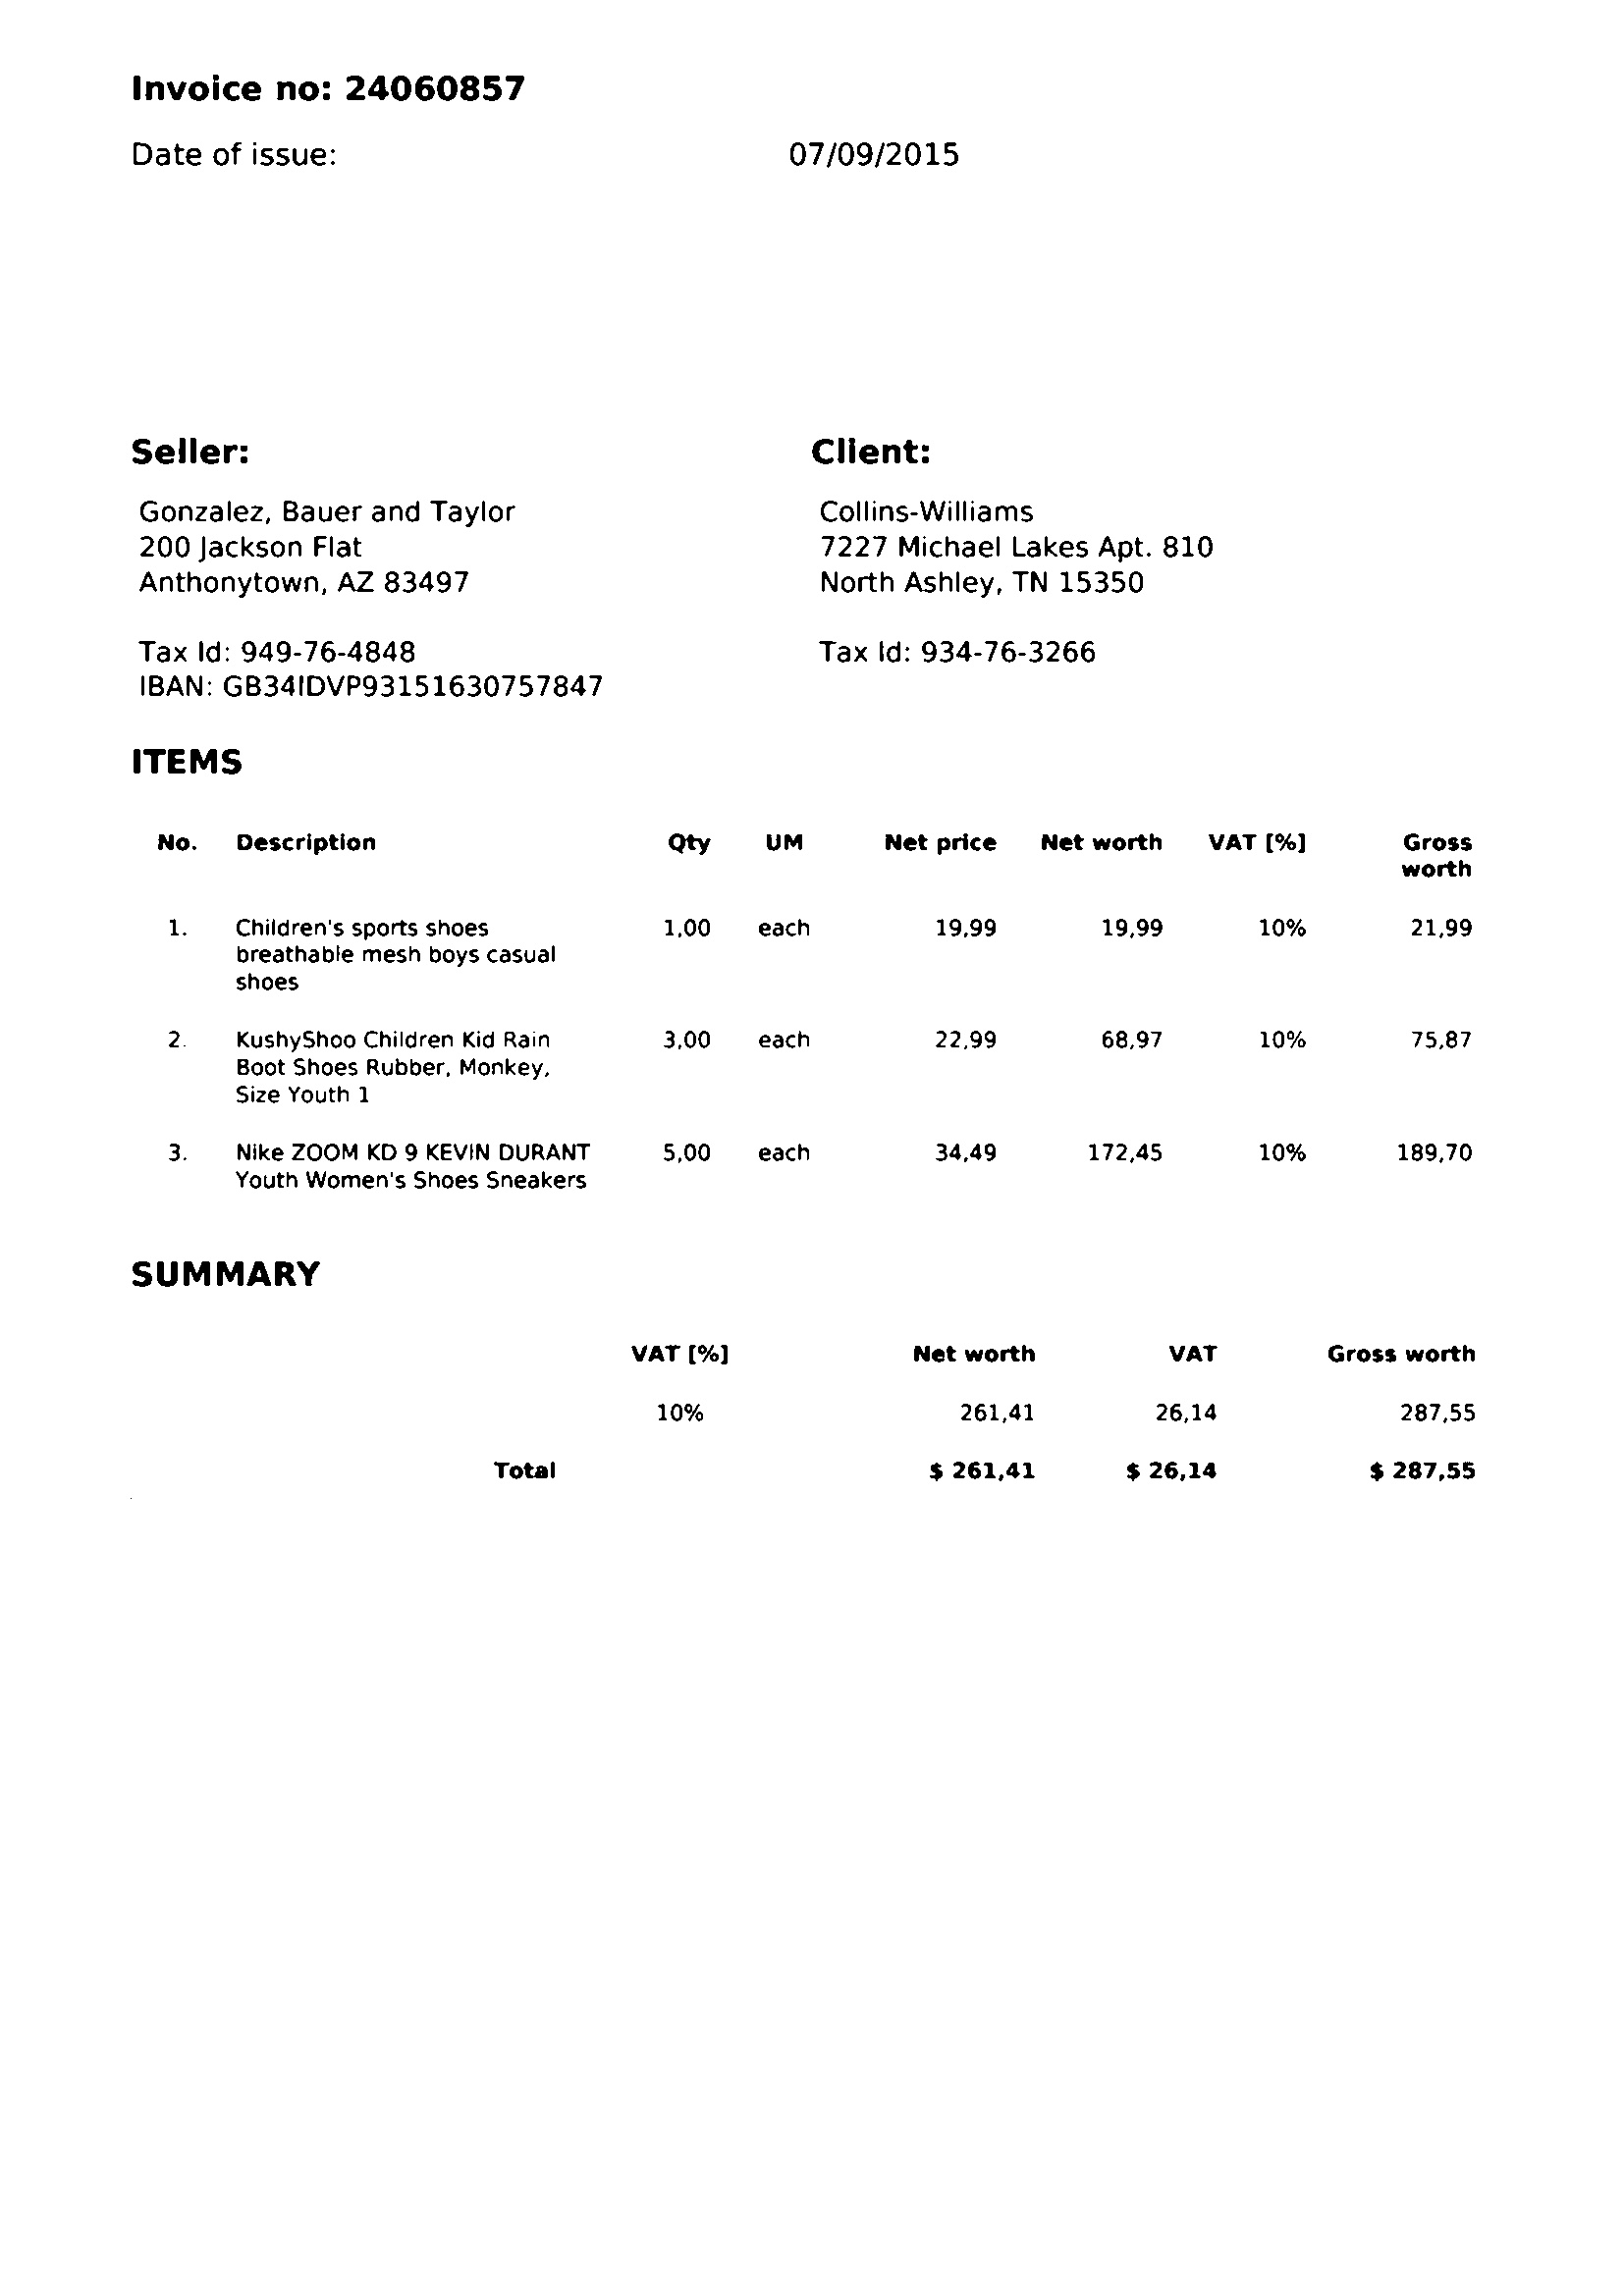 Invoice no: 24060857
Date of issue: 07/09/2015
Seller:
Gonzalez, Bauer and Taylor
200 Jackson Flat
Anthonytown, AZ 83497
Tax Id: 949-76-4848
IBAN: GB34IDVP93151630757847
Client:
Collins-Williams
7227 Michael Lakes Apt. 810
North Ashley, TN 15350
Tax Id: 934-76-3266
ITEMS
No. Description Qty UM Net price Net worth VAT [%] Gross
worth
1. Children's sports shoes 1,00 each 19,99 19,99 10% 21,99
breathable mesh boys casual
shoes
2. KushyShoo Children Kid Rain 3,00 each 22,99 68,97 10% 75,87
Boot Shoes Rubber, Monkey,
Size Youth 1
3. Nike ZOOM KD 9 KEVIN DURANT 5,00 each 34,49 172,45 10% 189,70
Youth Women's Shoes Sneakers
SUMMARY
VAT [%] Net worth VAT Gross worth
10% 261,41 26,14 287,55
Total $ 261,41 $ 26,14 $ 287,55